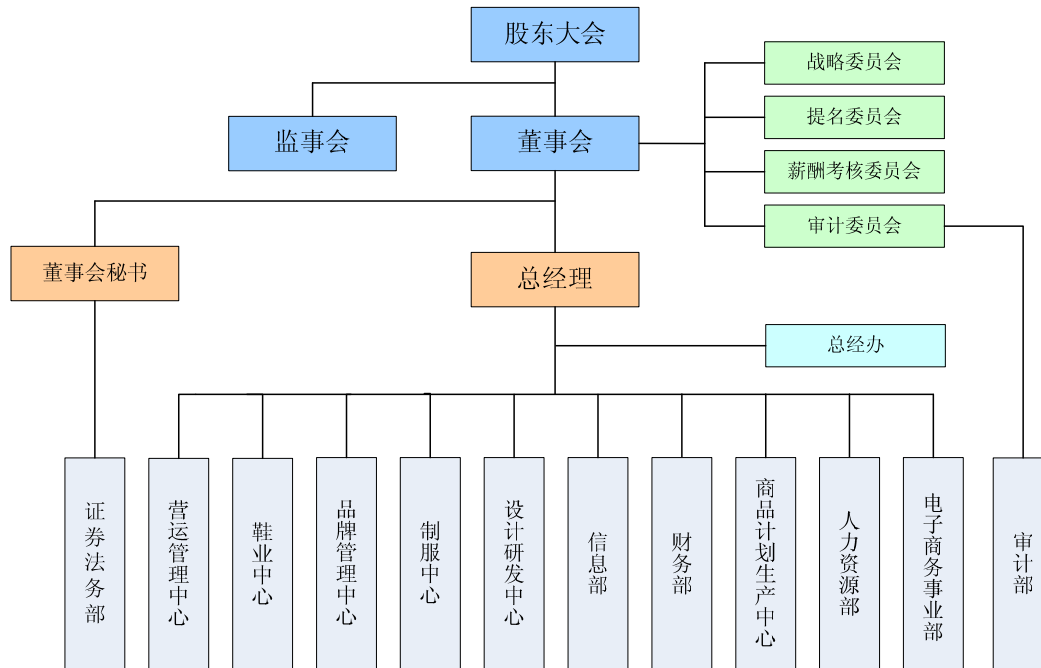 股东大会
战略委员会
提名委员会
监事会
董事会
薪酬考核委员会
审计委员会
董事会秘书
总经理
总经办
证券法务部
营运管理中心
鞋业中心
品牌管理中心
制服中心
设计研发中心
信息部
财务部
商品计划生产中心
人力资源部
电子商务事业部
审计部